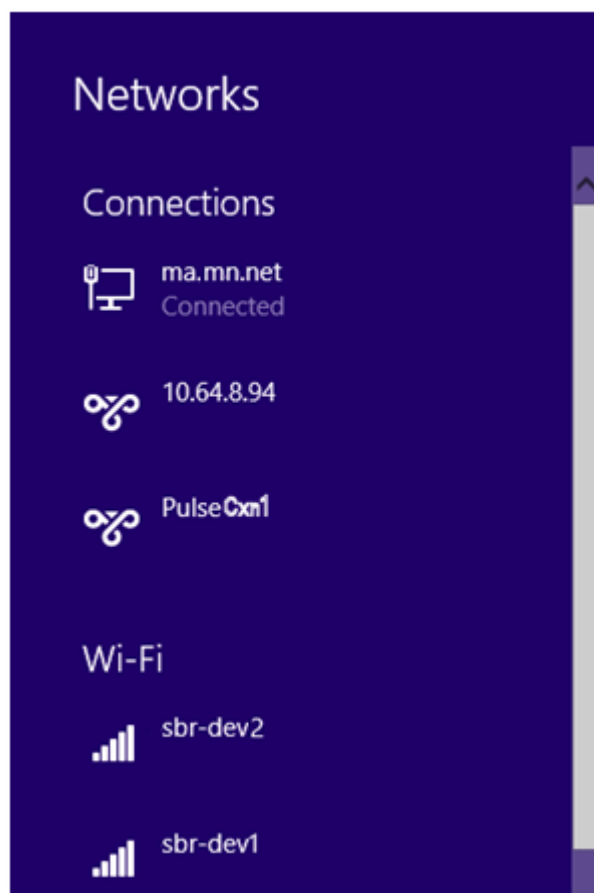 Networks
Connections
ma.mn.net
Connected
10.64.8.94
PulseCxn1
Wi-Fi
sbr-dev2
sbr-dev1